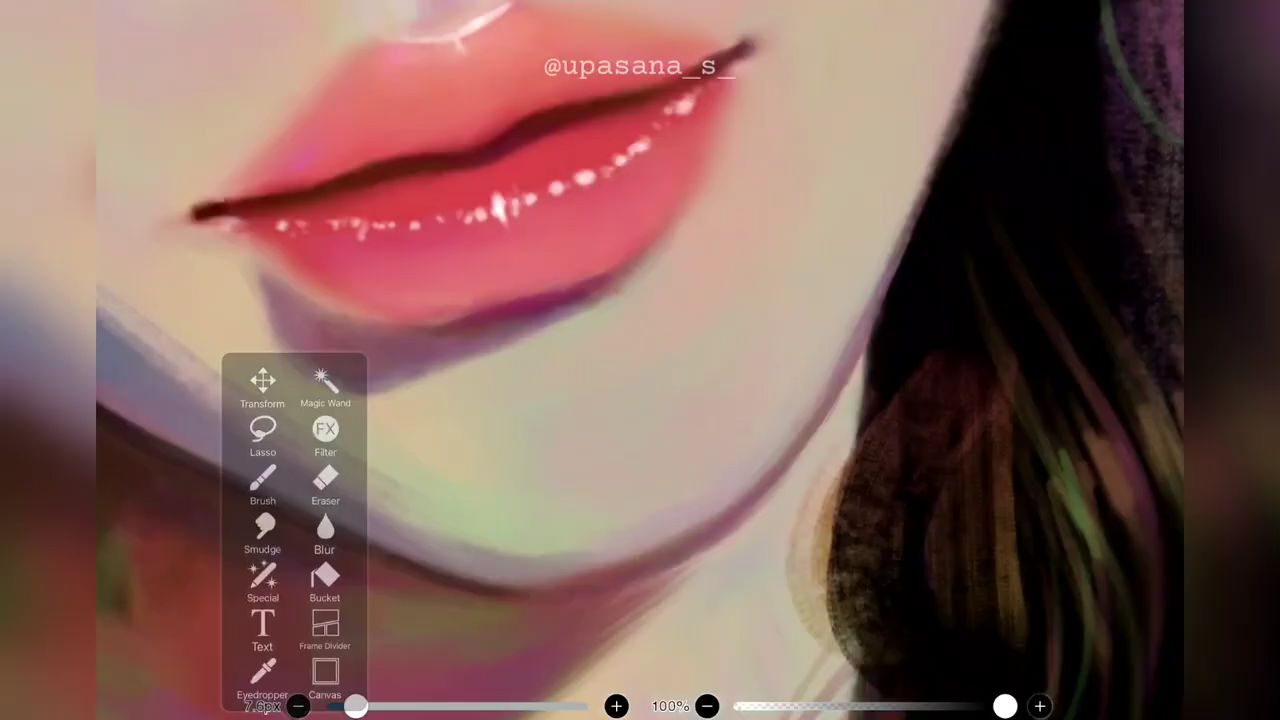 @upasana_s_
Transform Magic Wand
Lasso Filter
FX
Brush Eraser
Smudge Blur
Special Bucket
Text Frame Divider
Eyedropper Canvas
7.6px 100%